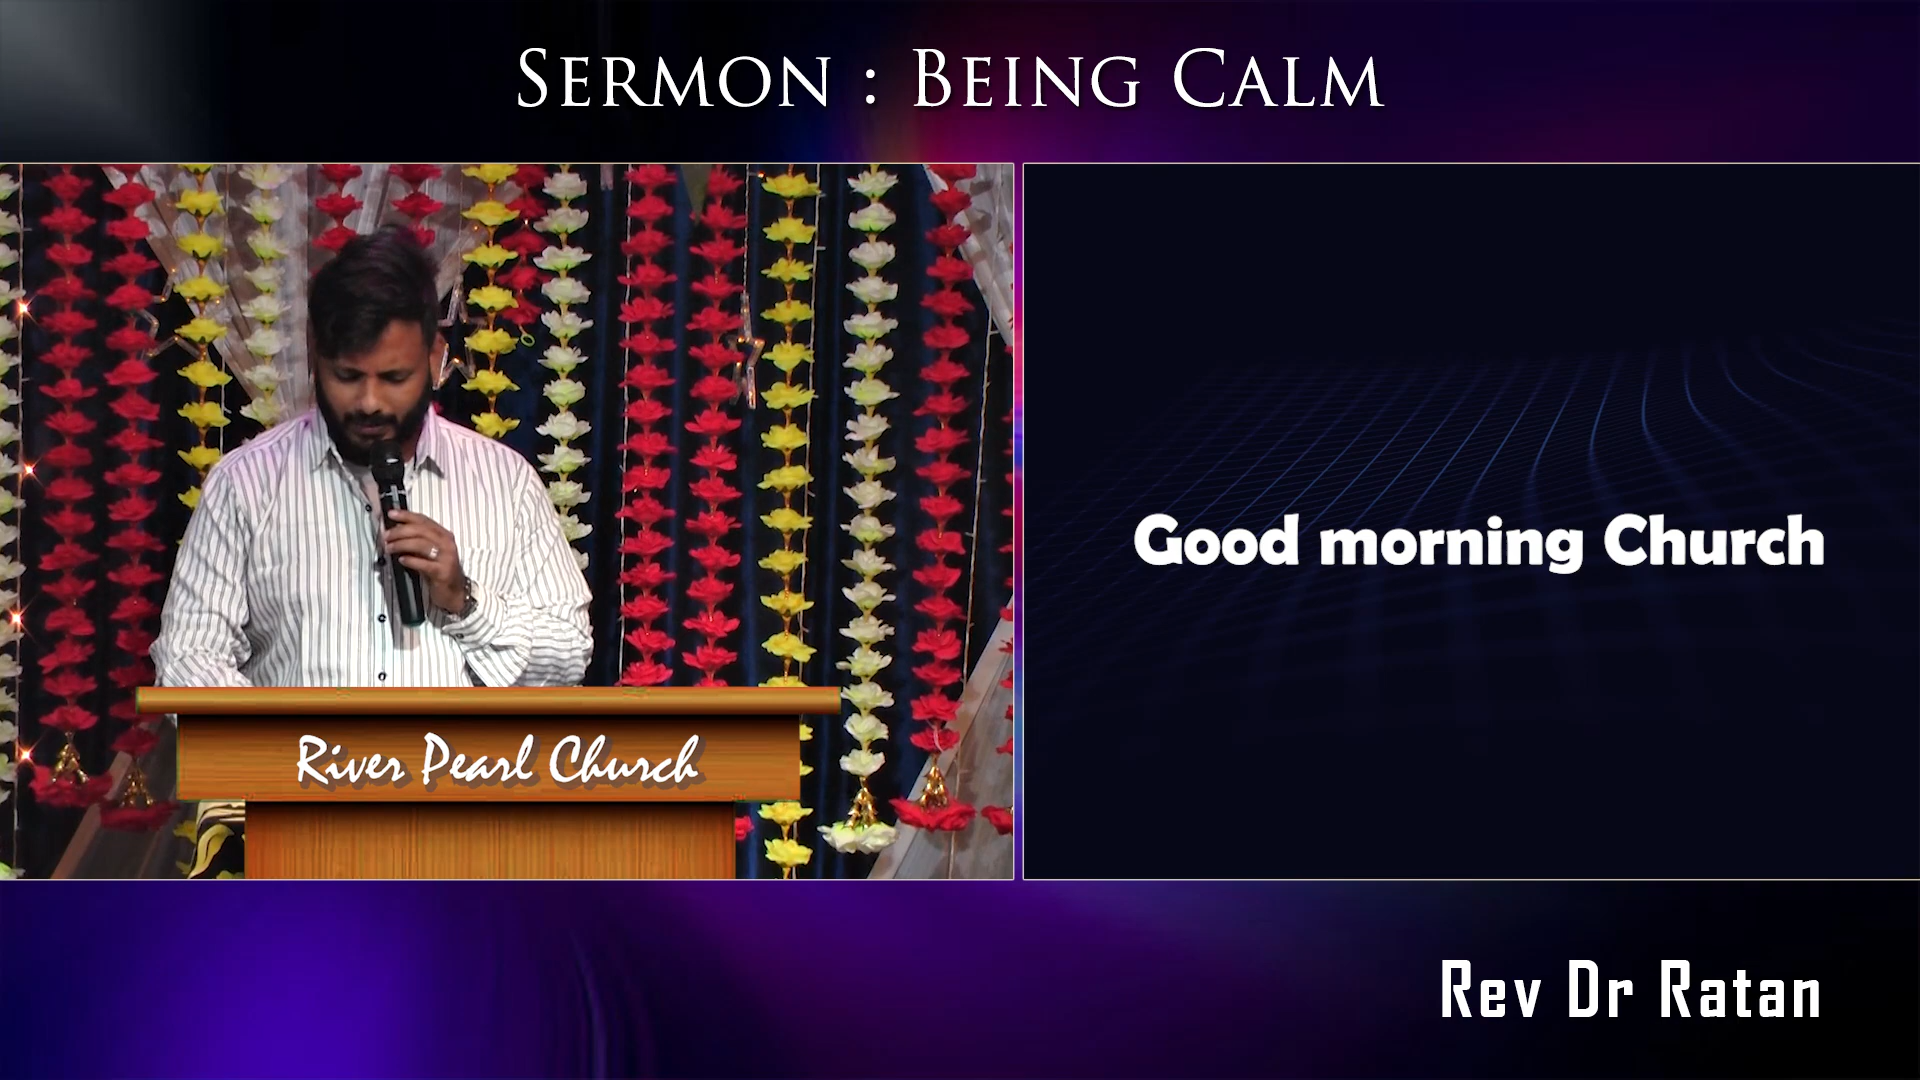 SERMON : BEING CALM
Good morning Church
River Pearl Church
Rev Dr Ratan